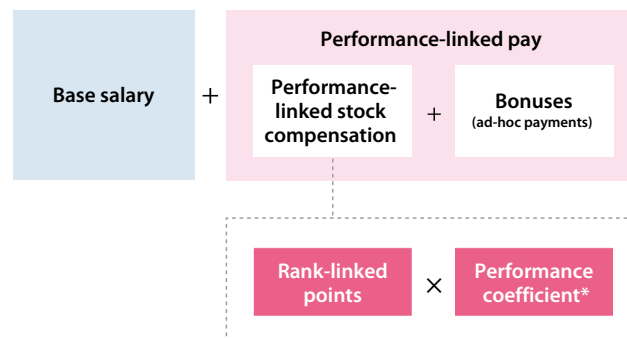 Performance-linked pay
Base salary
+
Performance-
linked stock
compensation
+
Bonuses
(ad-hoc payments)
Rank-linked
points
×
Performance
coefficient*